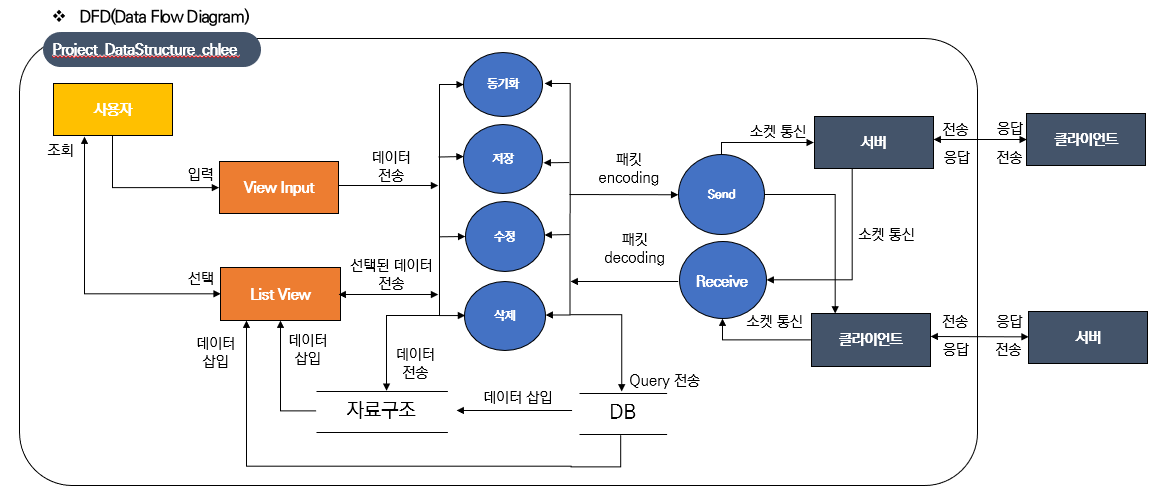 ❖ DFD(Data Flow Diagram)
Project_DataStructure_chlee
사용자
조회
입력
View Input
데이터
전송
동기화
저장
수정
삭제
패킷
encoding
패킷
decoding
Send
Receive
소켓 통신
서버
전송
응답
응답
전송
클라이언트
소켓 통신
선택
List View
선택된 데이터
전송
소켓 통신
클라이언트
전송
응답
응답
전송
서버
데이터
삽입
데이터
삽입
데이터
전송
Query 전송
자료구조
데이터 삽입
DB